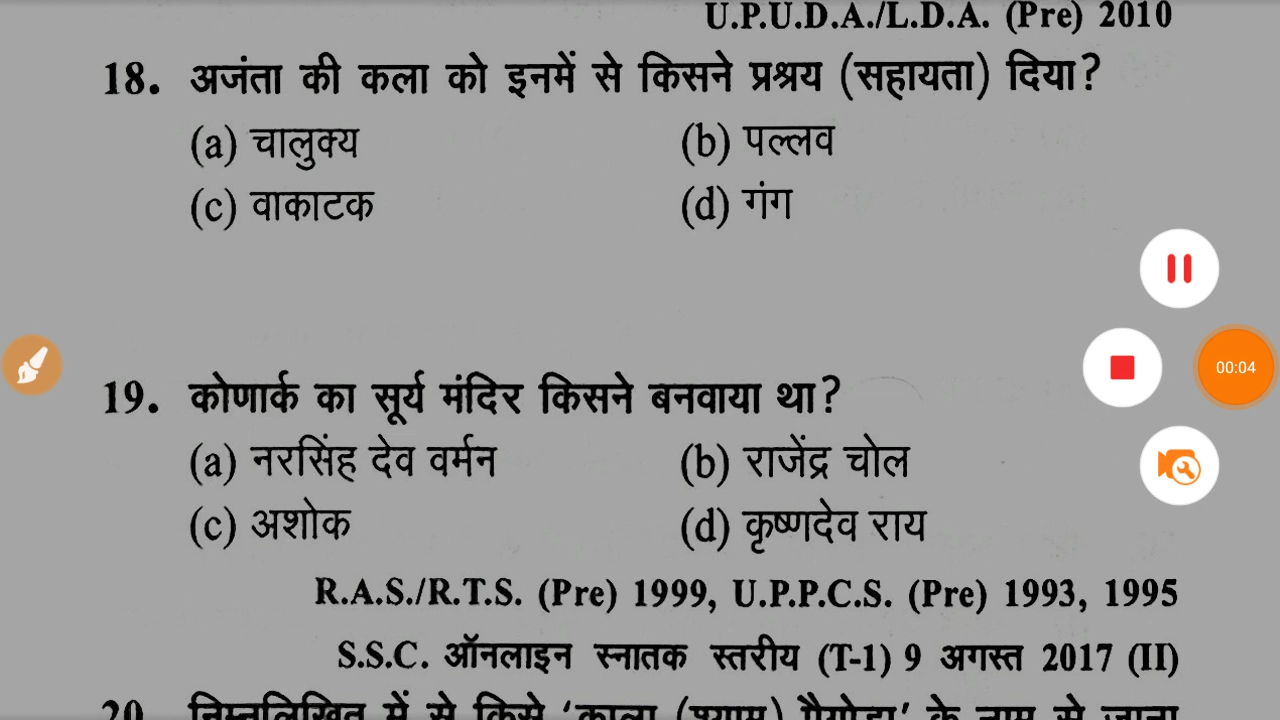 U.P.U.D.A./L.D.A. (Pre) 2010
18. अजंता की कला को इनमें से किसने प्रश्रय (सहायता) दिया?
(a) चालुक्य (b) पल्लव
(c) वाकाटक (d) गंग
00:04
19. कोणार्क का सूर्य मंदिर किसने बनवाया था?
(a) नरसिंह देव वर्मन (b) राजेंद्र चोल
(c) अशोक (d) कृष्णदेव राय
R.A.S./R.T.S. (Pre) 1999, U.P.P.C.S. (Pre) 1993, 1995
S.S.C. ऑनलाइन स्नातक स्तरीय (T-1) 9 अगस्त 2017 (II)
20. निम्नलिखित में से किसे ‘काला (श्याम) पैगोडा’ के नाम से जाना